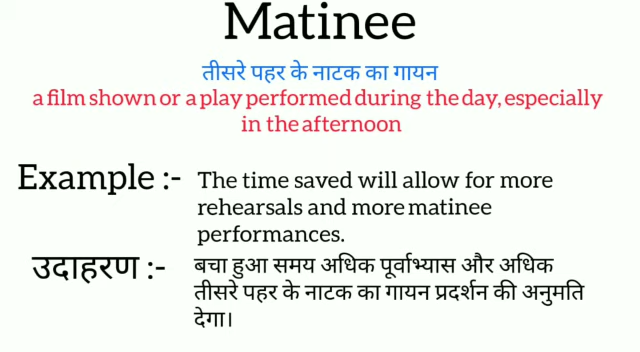 Matinee
तीसरे पहर के नाटक का गायन
a film shown or a play performed during the day, especially
in the afternoon
Example :- The time saved will allow for more
rehearsals and more matinee
performances.
उदाहरण :- बचा हुआ समय अधिक पूर्वाभ्यास और अधिक
तीसरे पहर के नाटक का गायन प्रदर्शन की अनुमति
देगा।